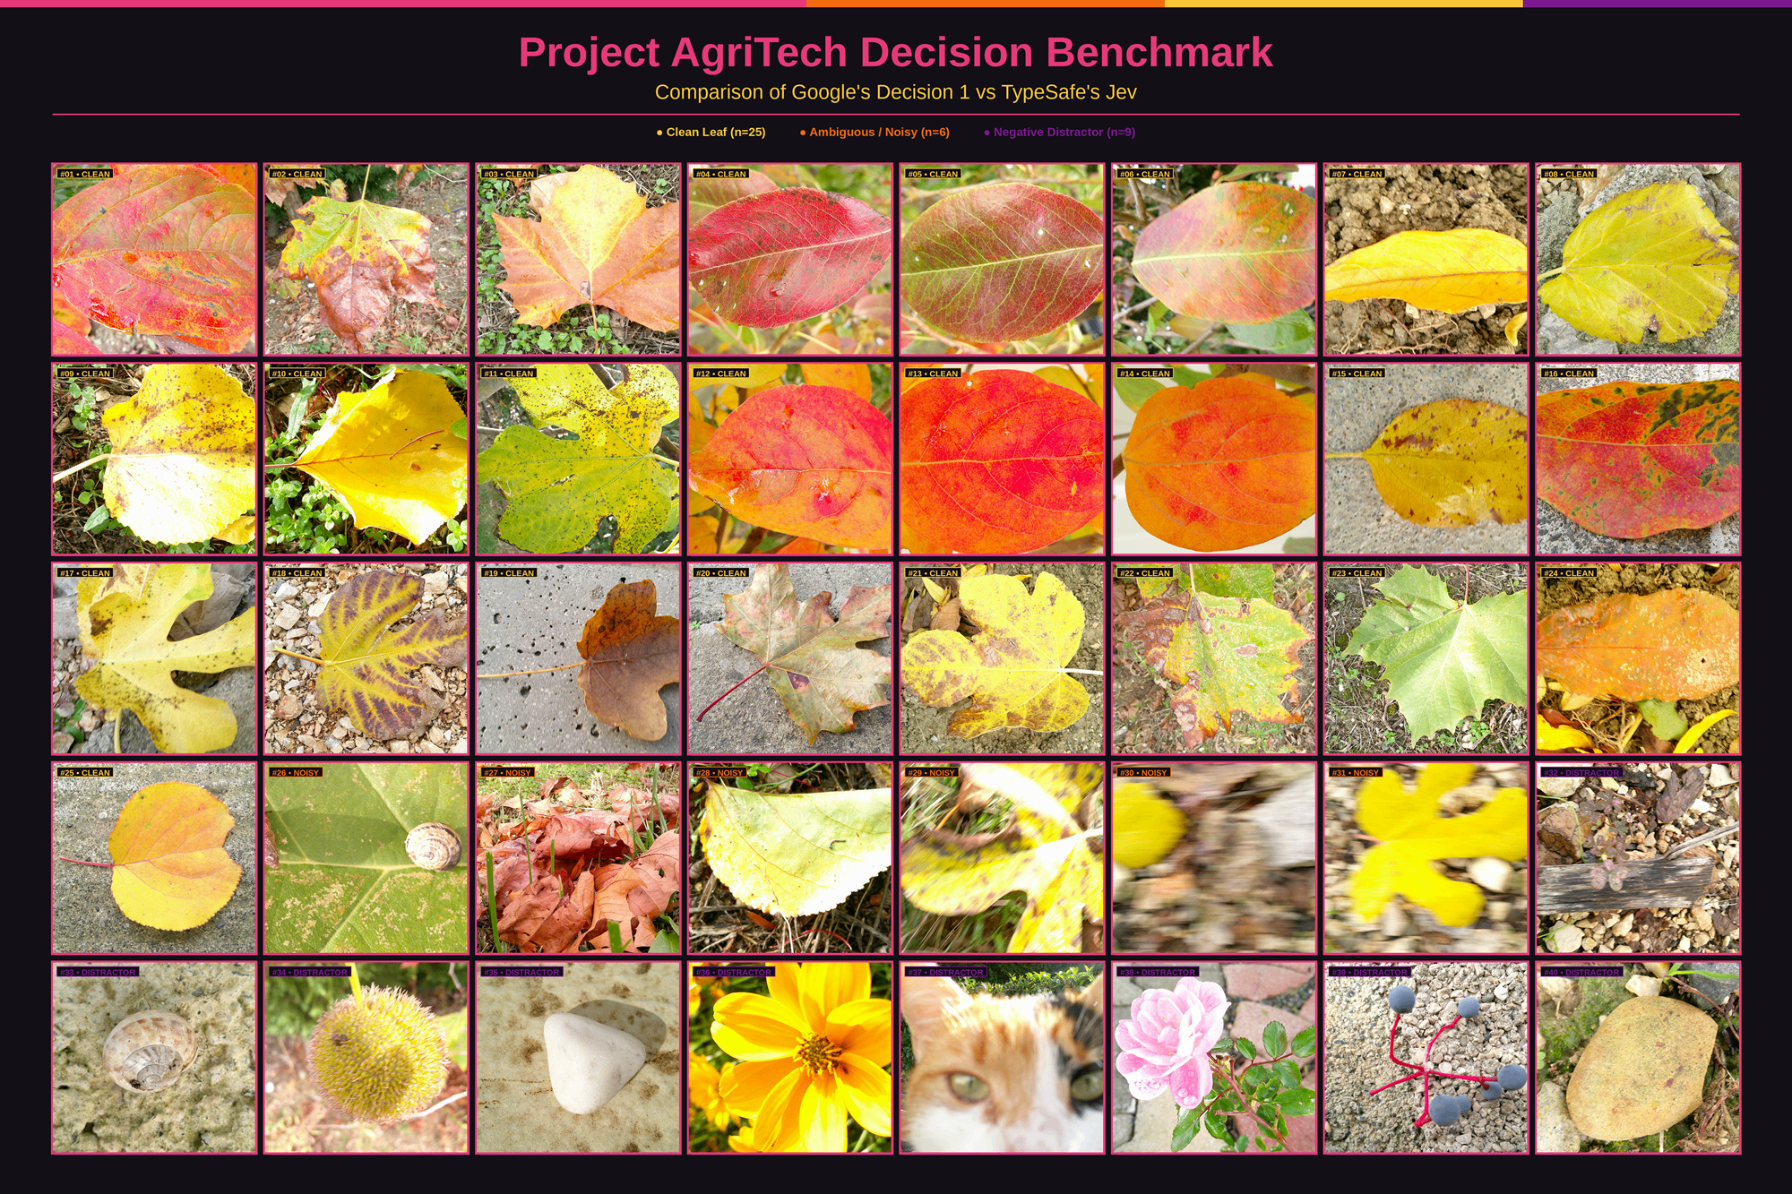 Project AgriTech Decision Benchmark
Comparison of Google's Decision 1 vs TypeSafe's Jev
● Clean Leaf (n=25) ● Ambiguous / Noisy (n=6) ● Negative Distractor (n=9)
#01 • CLEAN #02 • CLEAN #03 • CLEAN #04 • CLEAN #05 • CLEAN #06 • CLEAN #07 • CLEAN #08 • CLEAN
#09 • CLEAN #10 • CLEAN #11 • CLEAN #12 • CLEAN #13 • CLEAN #14 • CLEAN #15 • CLEAN #16 • CLEAN
#17 • CLEAN #18 • CLEAN #19 • CLEAN #20 • CLEAN #21 • CLEAN #22 • CLEAN #23 • CLEAN #24 • CLEAN
#25 • CLEAN #26 • NOISY #27 • NOISY #28 • NOISY #29 • NOISY #30 • NOISY #31 • NOISY #32 • DISTRACTOR
#33 • DISTRACTOR #34 • DISTRACTOR #35 • DISTRACTOR #36 • DISTRACTOR #37 • DISTRACTOR #38 • DISTRACTOR #39 • DISTRACTOR #40 • DISTRACTOR